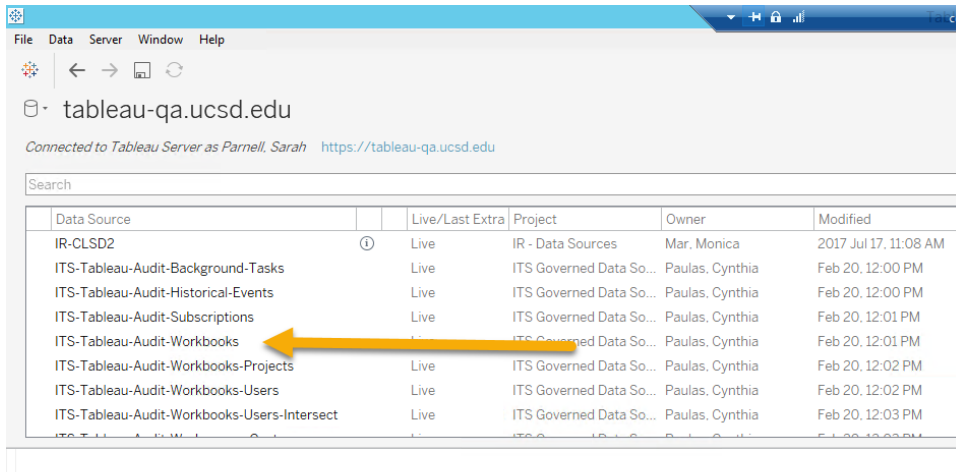 File Data Server Window Help
tableau-qa.ucsd.edu
Connected to Tableau Server as Parnell, Sarah https://tableau-qa.ucsd.edu
Search
Data Source Live/Last Extra Project Owner Modified
IR-CLSD2 Live IR - Data Sources Mar, Monica 2017 Jul 17, 11:08 AM
ITS-Tableau-Audit-Background-Tasks Live ITS Governed Data So... Paulas, Cynthia Feb 20, 12:00 PM
ITS-Tableau-Audit-Historical-Events Live ITS Governed Data So... Paulas, Cynthia Feb 20, 12:00 PM
ITS-Tableau-Audit-Subscriptions Live ITS Governed Data So... Paulas, Cynthia Feb 20, 12:01 PM
ITS-Tableau-Audit-Workbooks Live ITS Governed Data So... Paulas, Cynthia Feb 20, 12:01 PM
ITS-Tableau-Audit-Workbooks-Projects Live ITS Governed Data So... Paulas, Cynthia Feb 20, 12:02 PM
ITS-Tableau-Audit-Workbooks-Users Live ITS Governed Data So... Paulas, Cynthia Feb 20, 12:02 PM
ITS-Tableau-Audit-Workbooks-Users-Intersect Live ITS Governed Data So... Paulas, Cynthia Feb 20, 12:03 PM